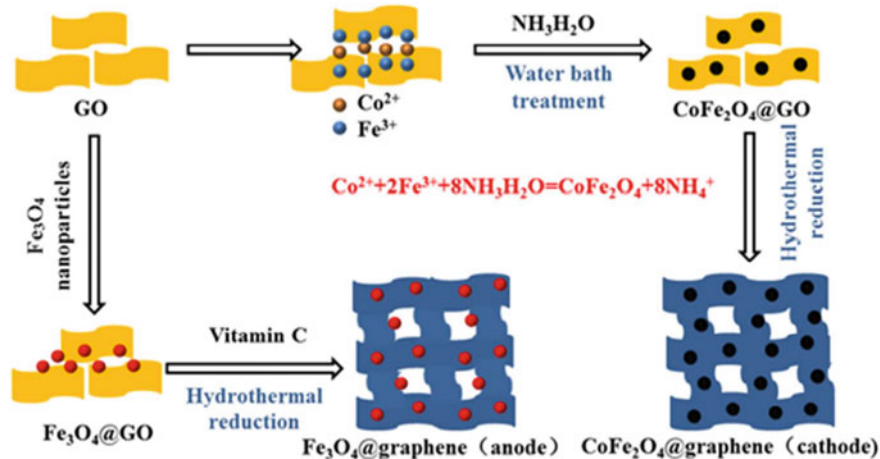 GO
Co²⁺
Fe³⁺
NH₃H₂O
Water bath
treatment
CoFe₂O₄@GO
Fe₃O₄
nanoparticles
Co²⁺+2Fe³⁺+8NH₃H₂O=CoFe₂O₄+8NH₄⁺
Hydrothermal
reduction
Fe₃O₄@GO
Vitamin C
Hydrothermal
reduction
Fe₃O₄@graphene（anode）
CoFe₂O₄@graphene（cathode)